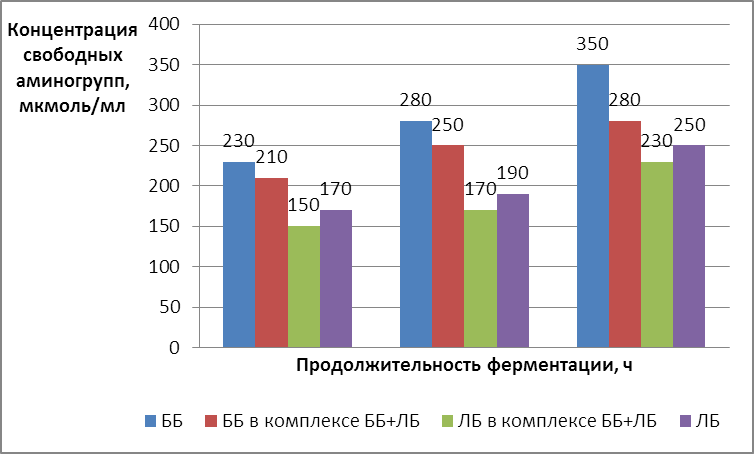 Концентрация
свободных
аминогрупп,
мкмоль/мл
400
350
300
250
200
150
100
50
0
230
210
150
170
280
250
170
190
350
280
230
250
Продолжительность ферментации, ч
ББ
ББ в комплексе ББ+ЛБ
ЛБ в комплексе ББ+ЛБ
ЛБ